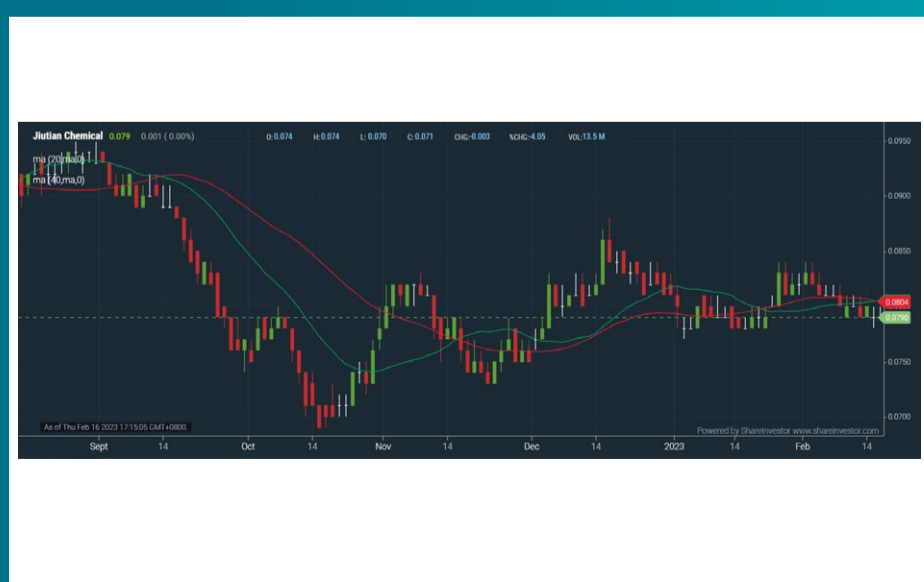 Jiutian Chemical 0.079 0.001 ( 0.00%) O: 0.074 H: 0.074 L: 0.070 C: 0.071 CHG:-0.003 %CHG:-4.05 VOL:13.5 M
ma (20,ma,0)
ma (40,ma,0)
0.0950
0.0900
0.0850
0.0804
0.0790
0.0750
0.0700
As of Thu Feb 16 2023 17:15:05 GMT+0800.
Powered by ShareInvestor www.shareinvestor.com
Sept 14 Oct 14 Nov 14 Dec 14 2023 14 Feb 14